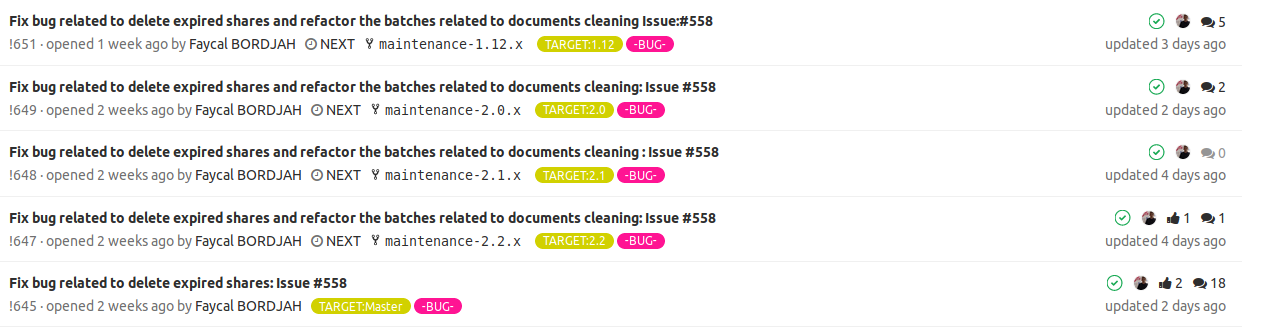 Fix bug related to delete expired shares and refactor the batches related to documents cleaning Issue:#558 5
!651 · opened 1 week ago by Faycal BORDJAH NEXT maintenance-1.12.x TARGET:1.12 -BUG- updated 3 days ago
Fix bug related to delete expired shares and refactor the batches related to documents cleaning: Issue #558 2
!649 · opened 2 weeks ago by Faycal BORDJAH NEXT maintenance-2.0.x TARGET:2.0 -BUG- updated 2 days ago
Fix bug related to delete expired shares and refactor the batches related to documents cleaning : Issue #558 0
!648 · opened 2 weeks ago by Faycal BORDJAH NEXT maintenance-2.1.x TARGET:2.1 -BUG- updated 4 days ago
Fix bug related to delete expired shares and refactor the batches related to documents cleaning: Issue #558 1 1
!647 · opened 2 weeks ago by Faycal BORDJAH NEXT maintenance-2.2.x TARGET:2.2 -BUG- updated 4 days ago
Fix bug related to delete expired shares: Issue #558 2 18
!645 · opened 2 weeks ago by Faycal BORDJAH TARGET:Master -BUG- updated 2 days ago